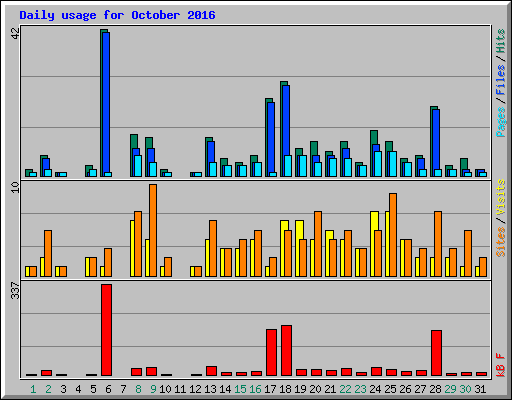 Daily usage for October 2016
42
Pages / Files / Hits
10
Sites / Visits
337
kB F
1 2 3 4 5 6 7 8 9 10 11 12 13 14 15 16 17 18 19 20 21 22 23 24 25 26 27 28 29 30 31